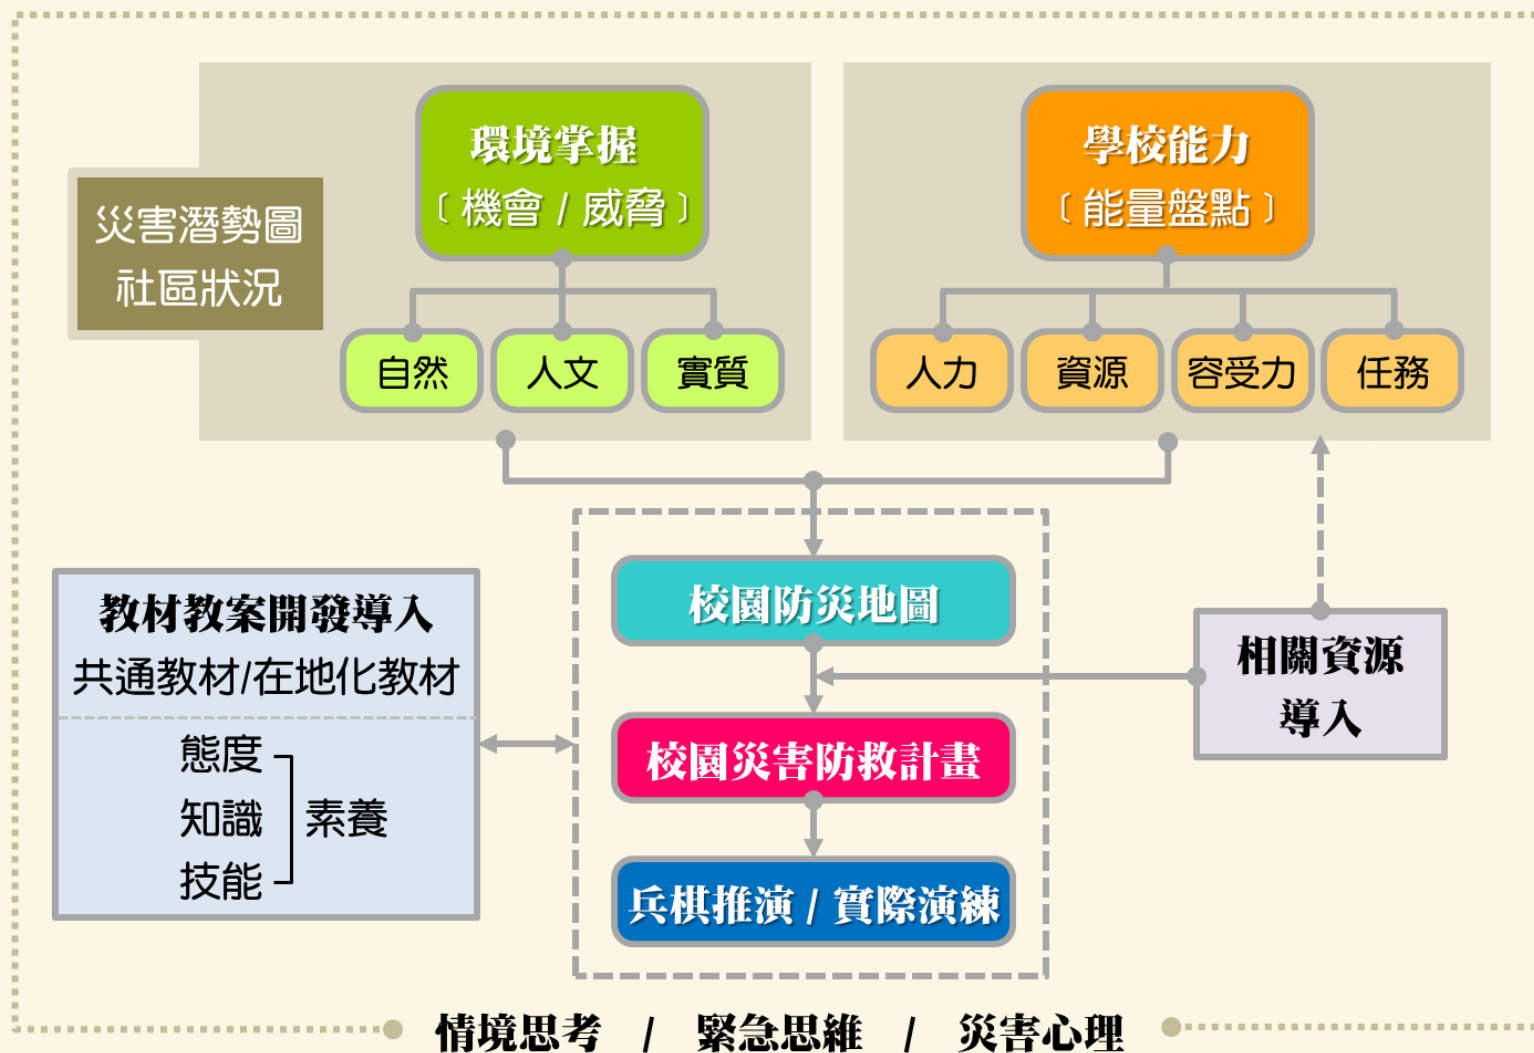 環境掌握
﹝機會 / 威脅﹞
學校能力
﹝能量盤點﹞
災害潛勢圖
社區狀況
自然
人文
實質
人力
資源
容受力
任務
校園防災地圖
教材教案開發導入
共通教材/在地化教材
態度
知識
技能
素養
相關資源
導入
校園災害防救計畫
兵棋推演 / 實際演練
情境思考 / 緊急思維 / 災害心理